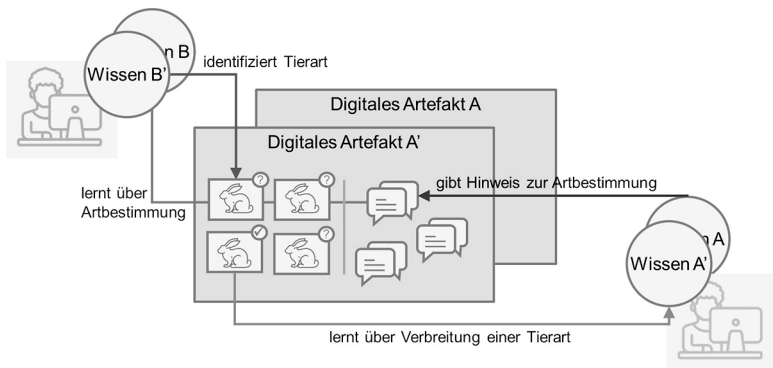 n B
Wissen B’
identifiziert Tierart
Digitales Artefakt A
Digitales Artefakt A’
?
?
lernt über
Artbestimmung
gibt Hinweis zur Artbestimmung
?
n A
Wissen A’
lernt über Verbreitung einer Tierart